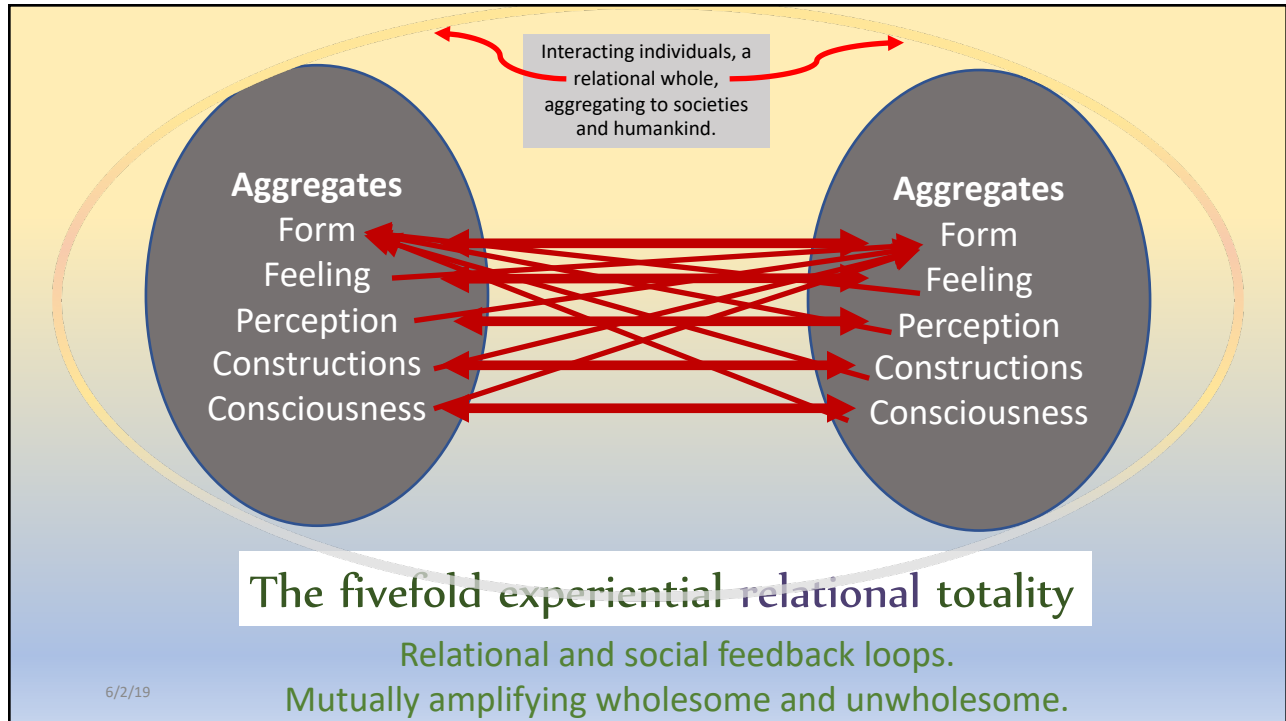 Interacting individuals, a
relational whole,
aggregating to societies
and humankind.
Aggregates
Form
Feeling
Perception
Constructions
Consciousness
Aggregates
Form
Feeling
Perception
Constructions
Consciousness
The fivefold experiential relational totality
Relational and social feedback loops.
Mutually amplifying wholesome and unwholesome.
6/2/19